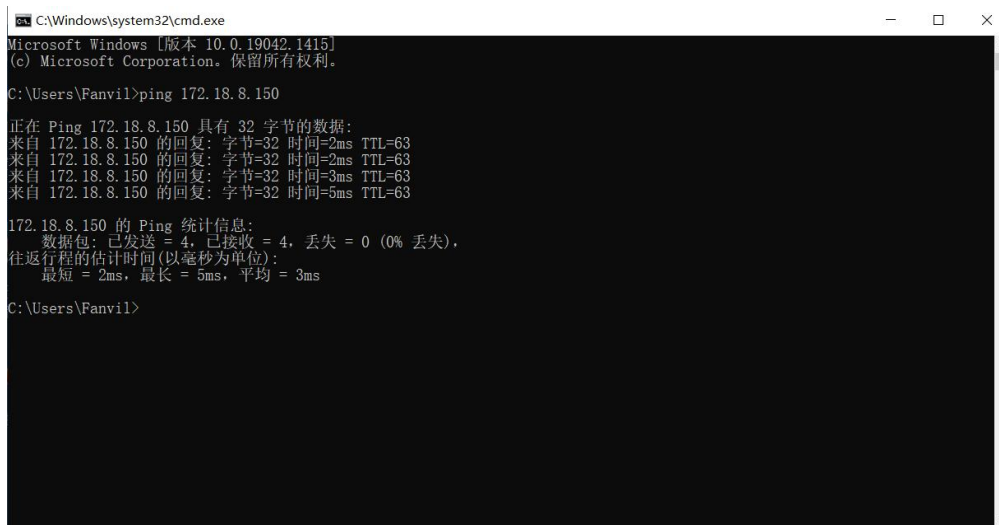 C:\Windows\system32\cmd.exe
Microsoft Windows [版本 10.0.19042.1415]
(c) Microsoft Corporation。保留所有权利。
C:\Users\Fanvil>ping 172.18.8.150
正在 Ping 172.18.8.150 具有 32 字节的数据:
来自 172.18.8.150 的回复: 字节=32 时间=2ms TTL=63
来自 172.18.8.150 的回复: 字节=32 时间=2ms TTL=63
来自 172.18.8.150 的回复: 字节=32 时间=3ms TTL=63
来自 172.18.8.150 的回复: 字节=32 时间=5ms TTL=63
172.18.8.150 的 Ping 统计信息:
数据包: 已发送 = 4，已接收 = 4，丢失 = 0 (0% 丢失)，
往返行程的估计时间(以毫秒为单位):
最短 = 2ms，最长 = 5ms，平均 = 3ms
C:\Users\Fanvil>